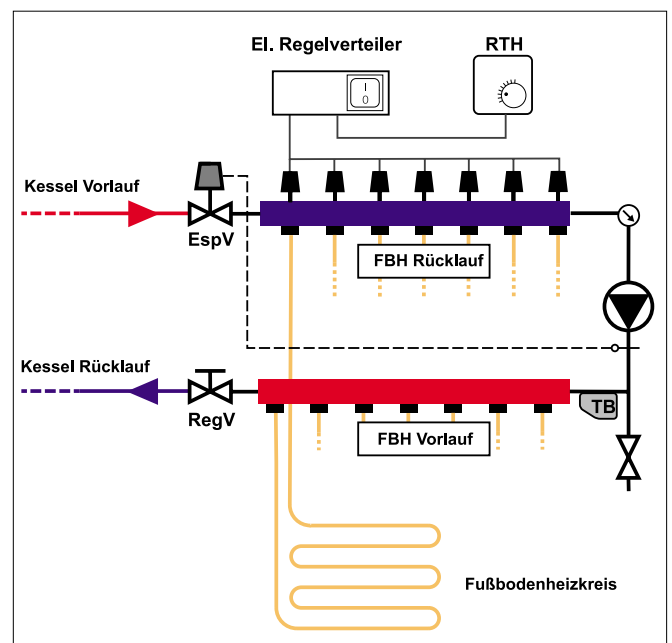 El. Regelverteiler
RTH
I
0
Kessel Vorlauf
EspV
FBH Rücklauf
Kessel Rücklauf
RegV
TB
FBH Vorlauf
Fußbodenheizkreis